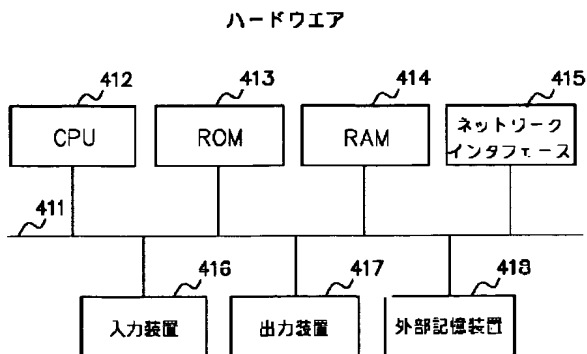 ハードウエア
412
413
414
415
CPU
ROM
RAM
ネットワーク
インタフェース
411
416
417
418
入力装置
出力装置
外部記憶装置